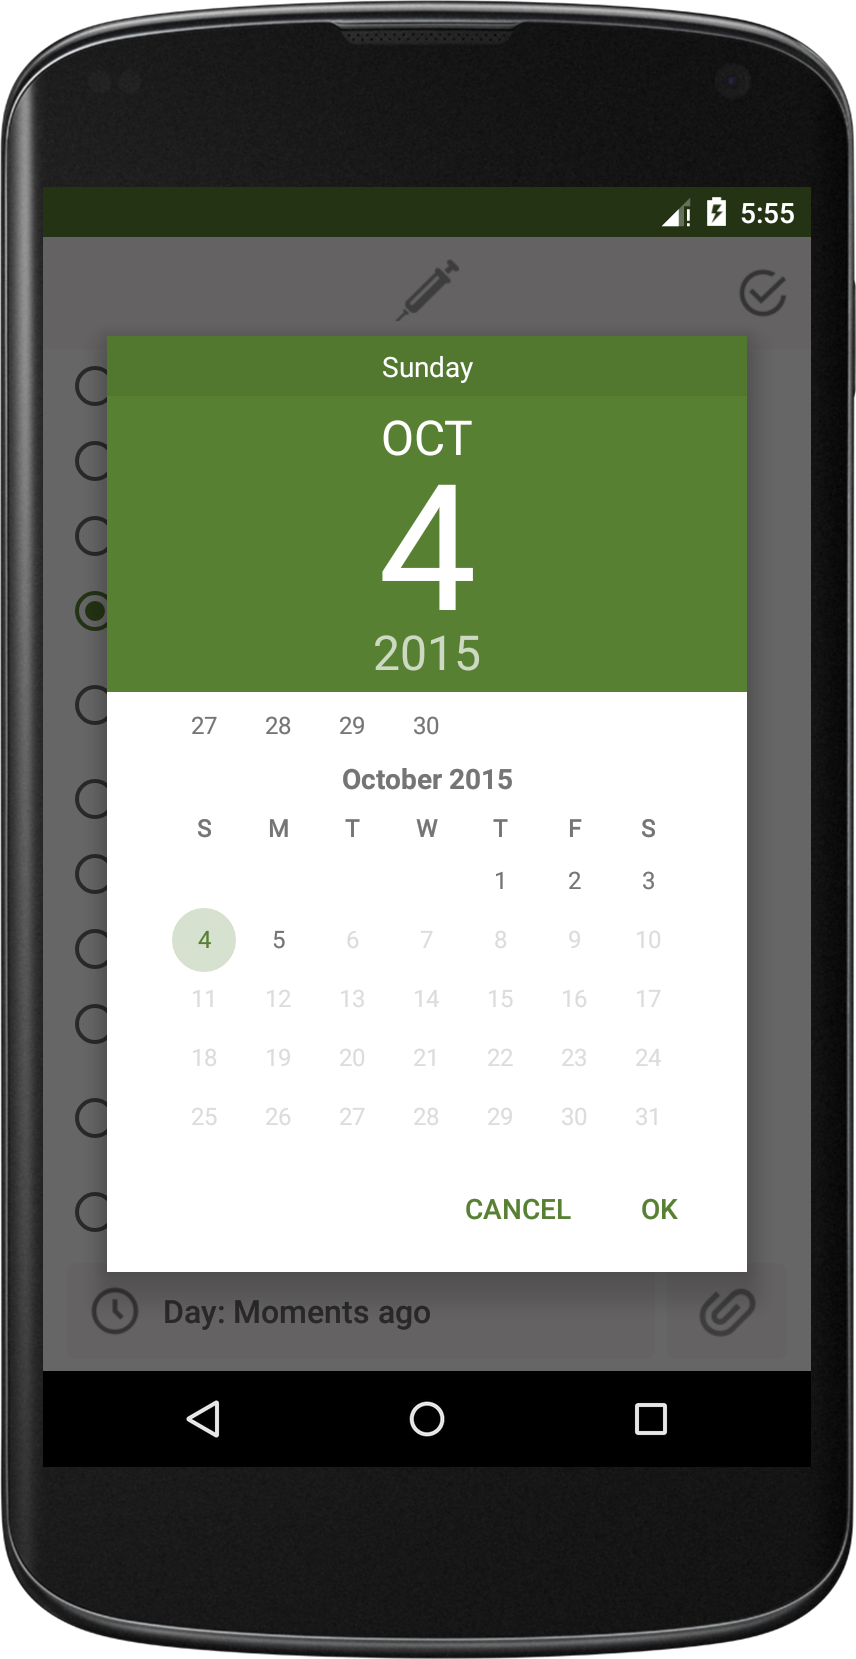 5:55
Sunday
OCT
4
2015
27 28 29 30
October 2015
S M T W T F S
1 2 3
4 5 6 7 8 9 10
11 12 13 14 15 16 17
18 19 20 21 22 23 24
25 26 27 28 29 30 31
CANCEL OK
Day: Moments ago